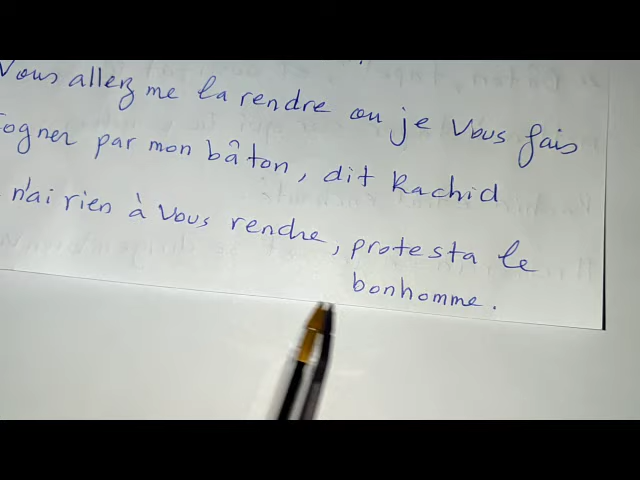 Vous allez me la rendre ou je vous fais
cogner par mon bâton, dit Rachid
n'ai rien à vous rendre, protesta le
bonhomme.